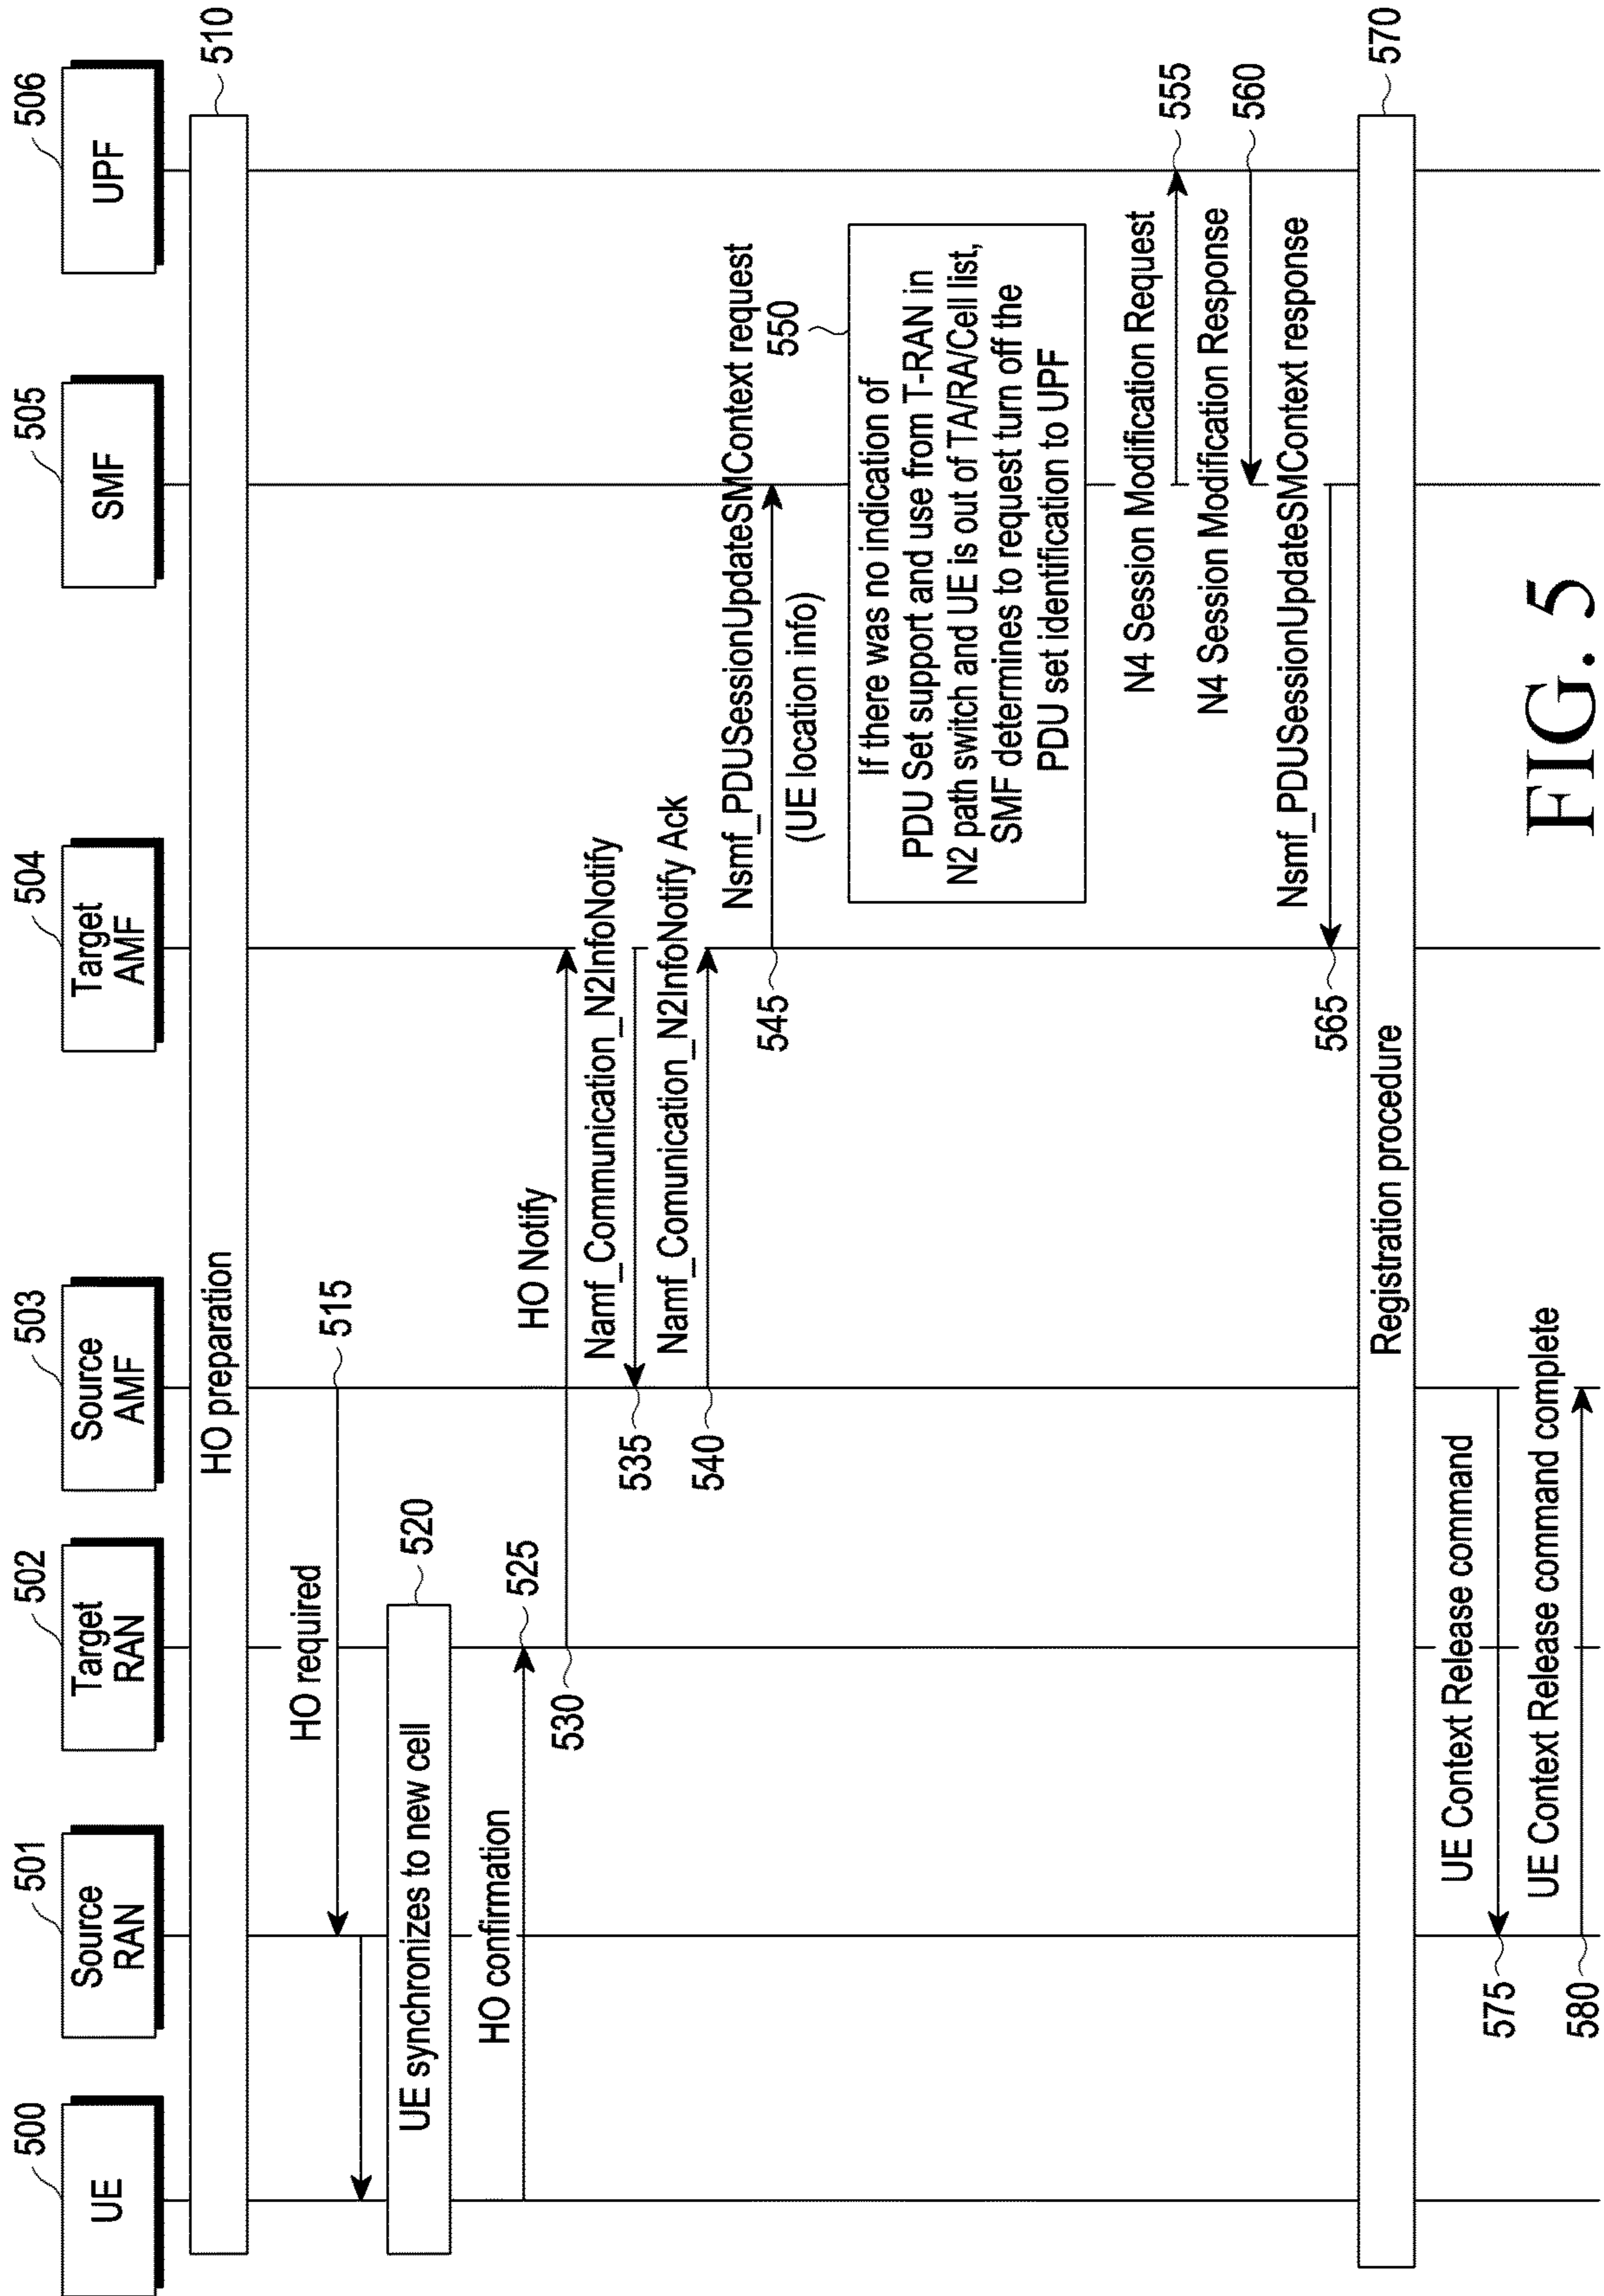 500
UE
501
Source
RAN
502
Target
RAN
503
Source
AMF
504
Target
AMF
505
SMF
506
UPF
HO preparation
510
HO required
515
UE synchronizes to new cell
520
HO confirmation
525
HO Notify
530
Namf_Communication_N2InfoNotify
535
Namf_Comunication_N2InfoNotify Ack
540
Nsmf_PDUSessionUpdateSMContext request
(UE location info)
545
550
If there was no indication of
PDU Set support and use from T-RAN in
N2 path switch and UE is out of TA/RA/Cell list,
SMF determines to request turn off the
PDU set identification to UPF
N4 Session Modification Request
555
N4 Session Modification Response
560
Nsmf_PDUSessionUpdateSMContext response
565
Registration procedure
570
UE Context Release command
575
UE Context Release command complete
580
FIG. 5